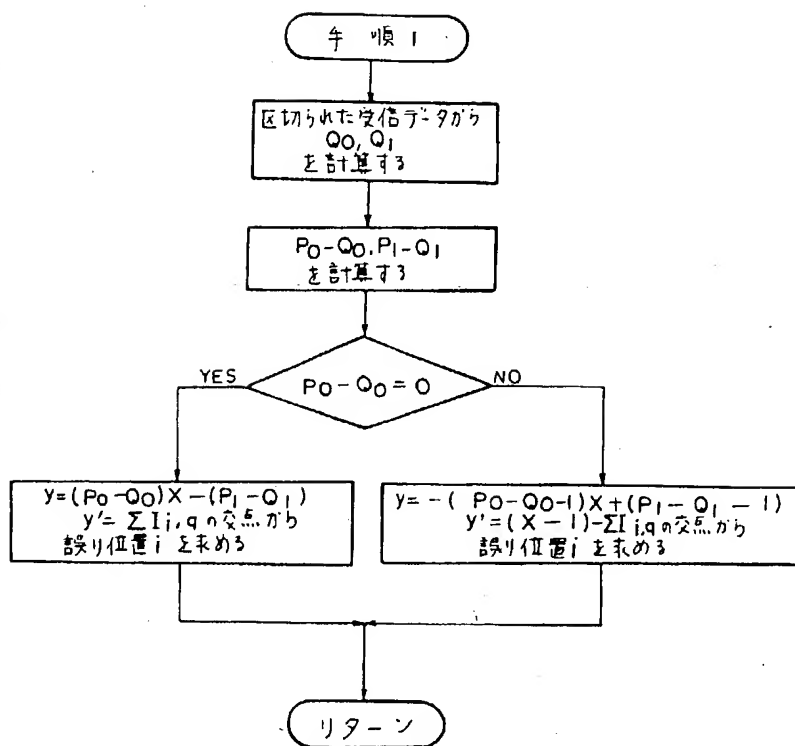 手順1
区切られた受信データから
Q0, Q1
を計算する
P0-Q0, P1-Q1
を計算する
YES
P0-Q0=0
NO
y=(P0-Q0)X-(P1-Q1)
y'=ΣIj,qの交点から
誤り位置iを求める
y=-(P0-Q0-1)X+(P1-Q1-1)
y'=(X-1)-ΣIj,qの交点から
誤り位置iを求める
リターン